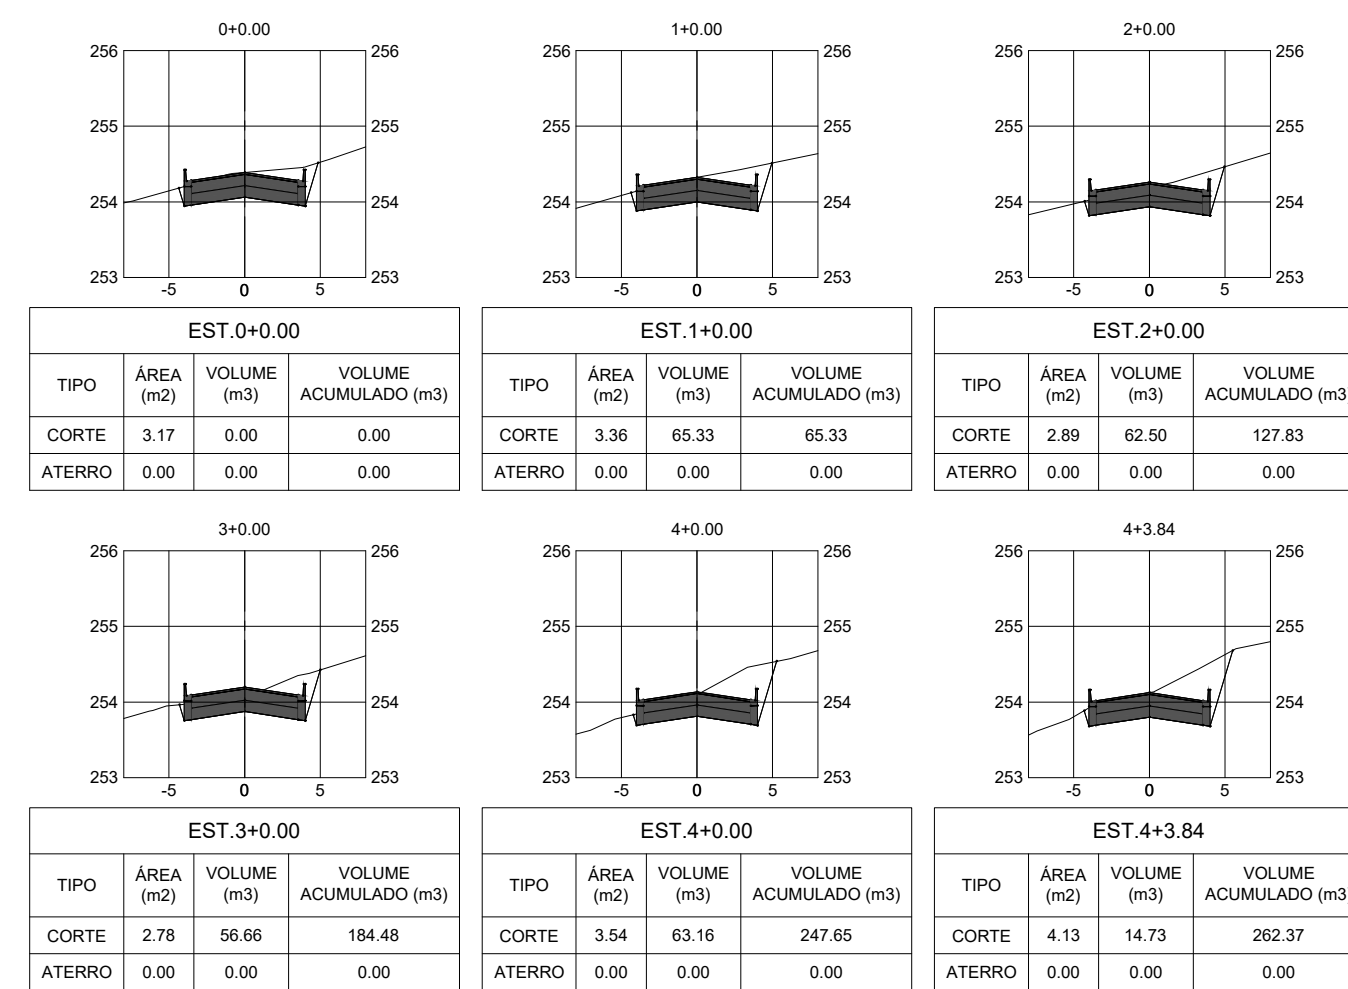 0+0.00
256 256
255 255
254 254
253 253
-5 0 5
EST.0+0.00
TIPO ÁREA (m2) VOLUME (m3) VOLUME ACUMULADO (m3)
CORTE 3.17 0.00 0.00
ATERRO 0.00 0.00 0.00
1+0.00
256 256
255 255
254 254
253 253
-5 0 5
EST.1+0.00
TIPO ÁREA (m2) VOLUME (m3) VOLUME ACUMULADO (m3)
CORTE 3.36 65.33 65.33
ATERRO 0.00 0.00 0.00
2+0.00
256 256
255 255
254 254
253 253
-5 0 5
EST.2+0.00
TIPO ÁREA (m2) VOLUME (m3) VOLUME ACUMULADO (m3
CORTE 2.89 62.50 127.83
ATERRO 0.00 0.00 0.00
3+0.00
256 256
255 255
254 254
253 253
-5 0 5
EST.3+0.00
TIPO ÁREA (m2) VOLUME (m3) VOLUME ACUMULADO (m3)
CORTE 2.78 56.66 184.48
ATERRO 0.00 0.00 0.00
4+0.00
256 256
255 255
254 254
253 253
-5 0 5
EST.4+0.00
TIPO ÁREA (m2) VOLUME (m3) VOLUME ACUMULADO (m3)
CORTE 3.54 63.16 247.65
ATERRO 0.00 0.00 0.00
4+3.84
256 256
255 255
254 254
253 253
-5 0 5
EST.4+3.84
TIPO ÁREA (m2) VOLUME (m3) VOLUME ACUMULADO (m3
CORTE 4.13 14.73 262.37
ATERRO 0.00 0.00 0.00